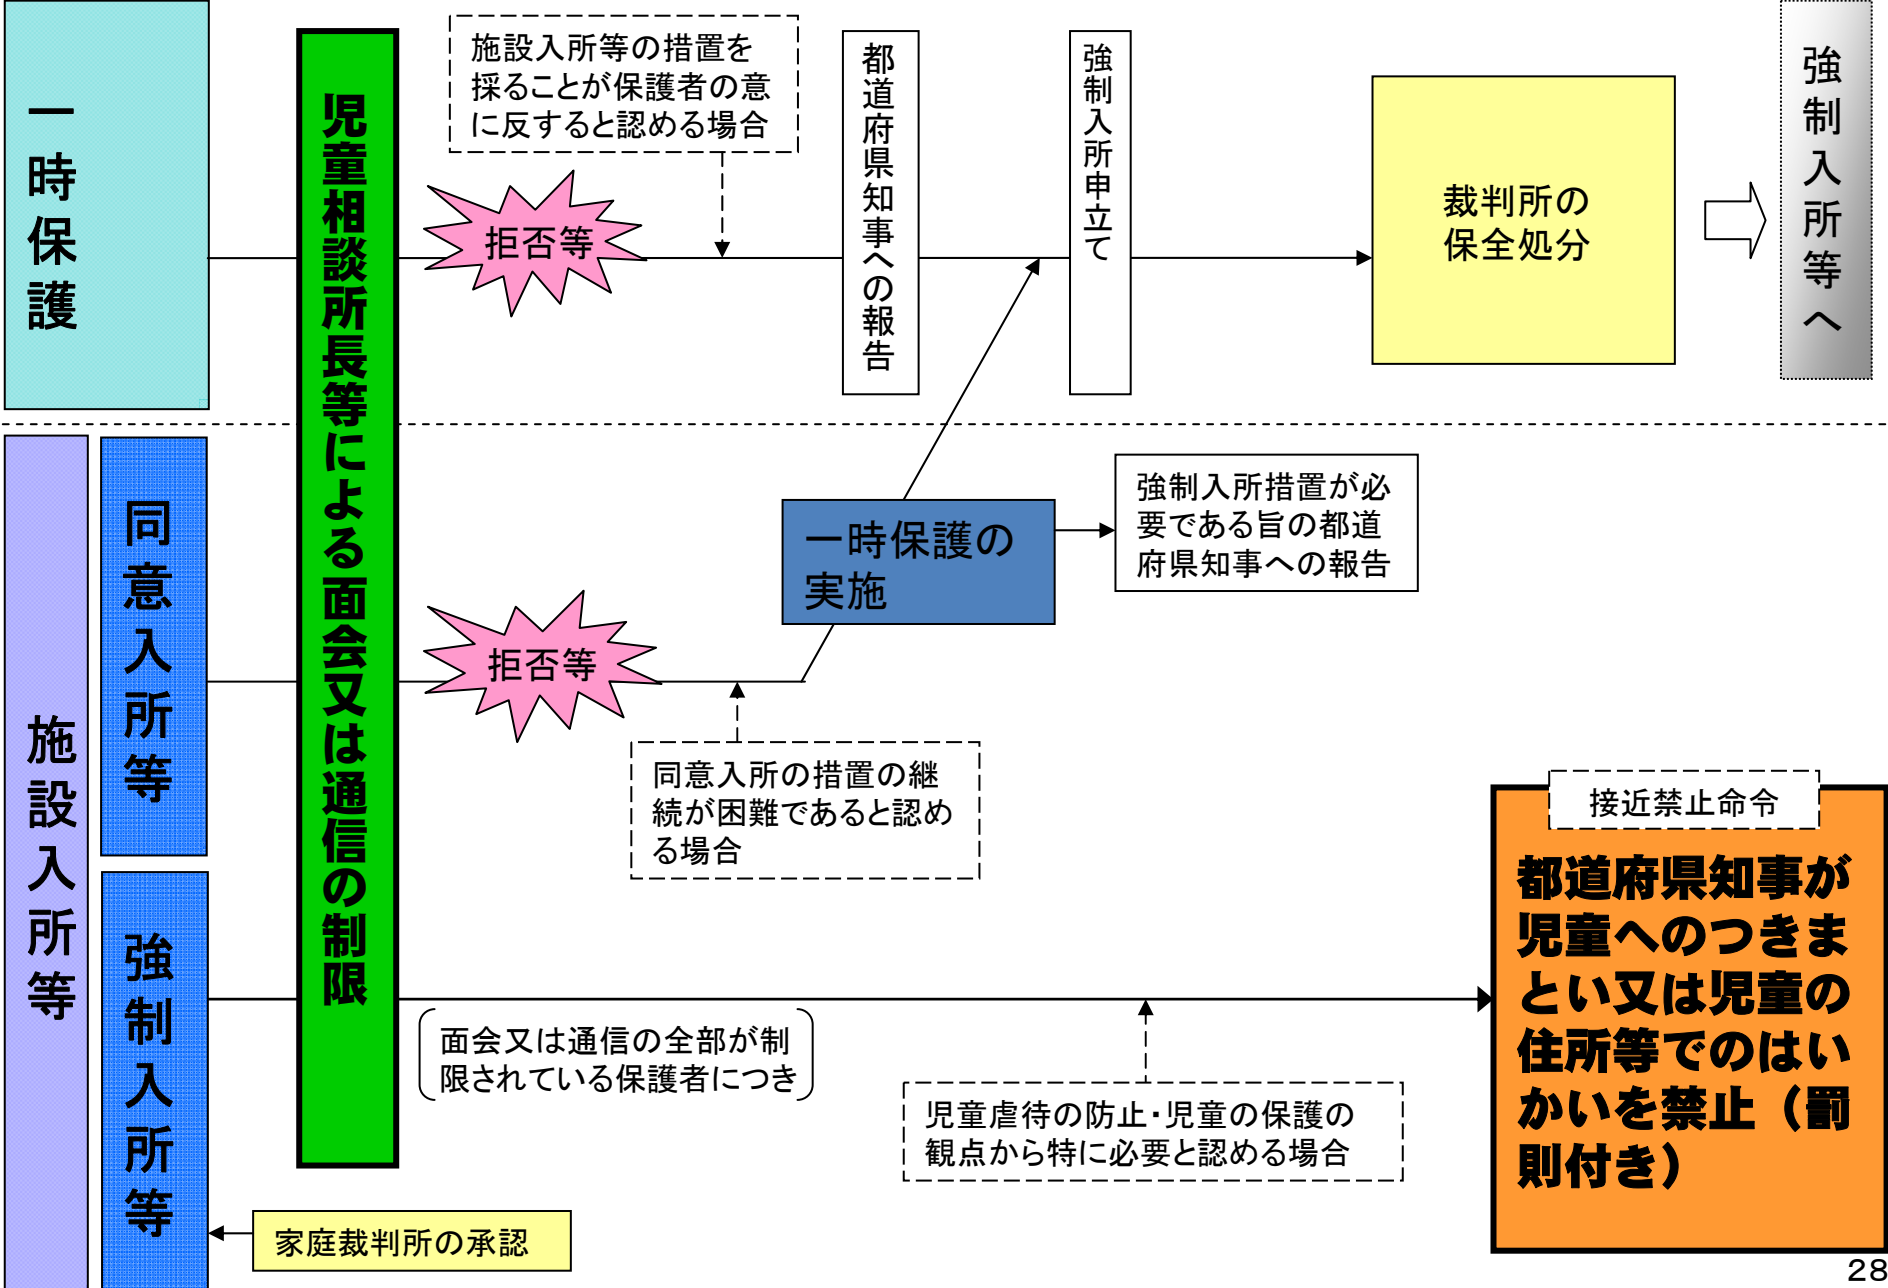 一時保護
児童相談所長等による面会又は通信の制限
施設入所等の措置を
採ることが保護者の意
に反すると認める場合
拒否等
都道府県知事への報告
強制入所申立て
裁判所の
保全処分
強制入所等へ
施設入所等
同意入所等
拒否等
一時保護の
実施
強制入所措置が必
要である旨の都道
府県知事への報告
同意入所の措置の継
続が困難であると認め
る場合
強制入所等
面会又は通信の全部が制
限されている保護者につき
児童虐待の防止・児童の保護の
観点から特に必要と認める場合
接近禁止命令
都道府県知事が
児童へのつきま
とい又は児童の
住所等でのはい
かいを禁止（罰
則付き）
家庭裁判所の承認
28